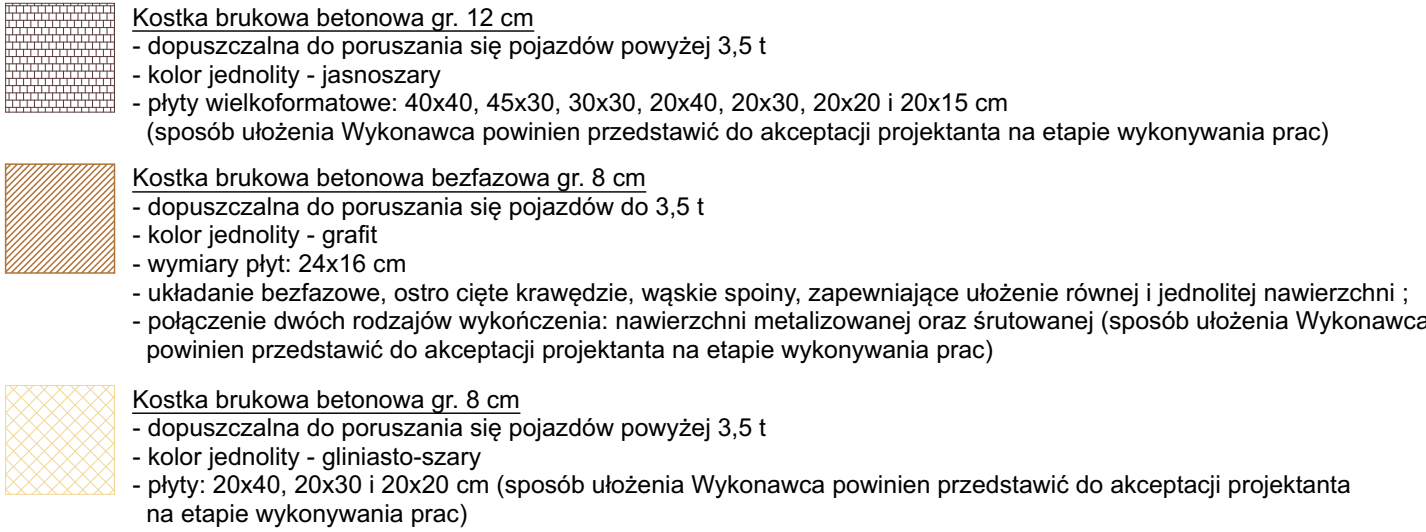 Kostka brukowa betonowa gr. 12 cm
- dopuszczalna do poruszania się pojazdów powyżej 3,5 t
- kolor jednolity - jasnoszary
- płyty wielkoformatowe: 40x40, 45x30, 30x30, 20x40, 20x30, 20x20 i 20x15 cm
(sposób ułożenia Wykonawca powinien przedstawić do akceptacji projektanta na etapie wykonywania prac)
Kostka brukowa betonowa bezfazowa gr. 8 cm
- dopuszczalna do poruszania się pojazdów do 3,5 t
- kolor jednolity - grafit
- wymiary płyt: 24x16 cm
- układanie bezfazowe, ostro cięte krawędzie, wąskie spoiny, zapewniające ułożenie równej i jednolitej nawierzchni ;
- połączenie dwóch rodzajów wykończenia: nawierzchni metalizowanej oraz śrutowanej (sposób ułożenia Wykonawca
powinien przedstawić do akceptacji projektanta na etapie wykonywania prac)
Kostka brukowa betonowa gr. 8 cm
- dopuszczalna do poruszania się pojazdów powyżej 3,5 t
- kolor jednolity - gliniasto-szary
- płyty: 20x40, 20x30 i 20x20 cm (sposób ułożenia Wykonawca powinien przedstawić do akceptacji projektanta
na etapie wykonywania prac)